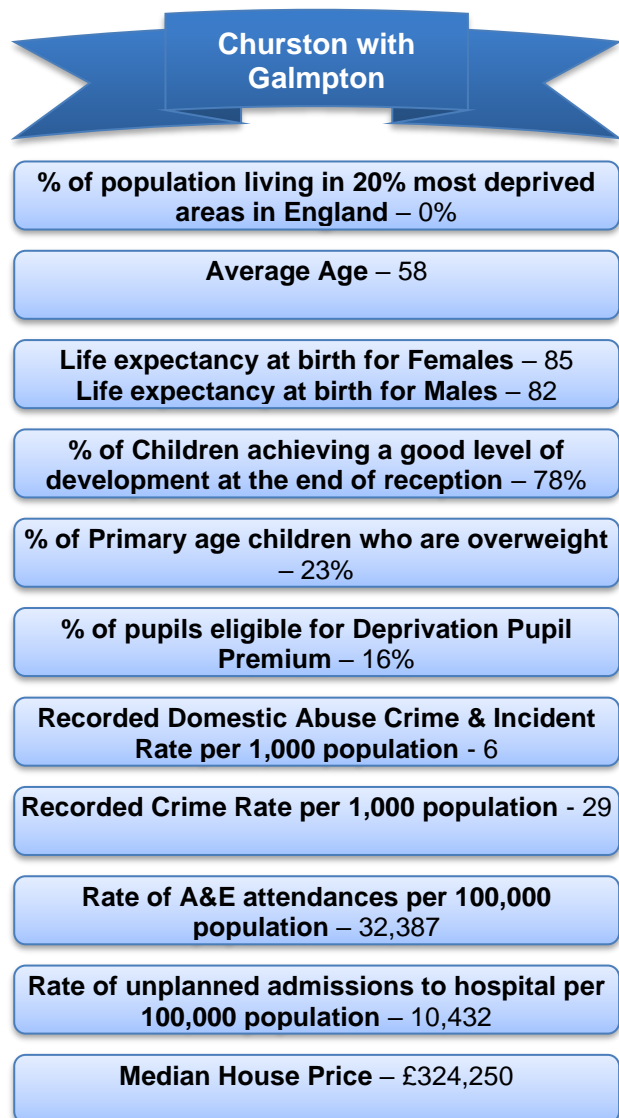 Churston with
Galmpton
% of population living in 20% most deprived
areas in England – 0%
Average Age – 58
Life expectancy at birth for Females – 85
Life expectancy at birth for Males – 82
% of Children achieving a good level of
development at the end of reception – 78%
% of Primary age children who are overweight
– 23%
% of pupils eligible for Deprivation Pupil
Premium – 16%
Recorded Domestic Abuse Crime & Incident
Rate per 1,000 population - 6
Recorded Crime Rate per 1,000 population - 29
Rate of A&E attendances per 100,000
population – 32,387
Rate of unplanned admissions to hospital per
100,000 population – 10,432
Median House Price – £324,250